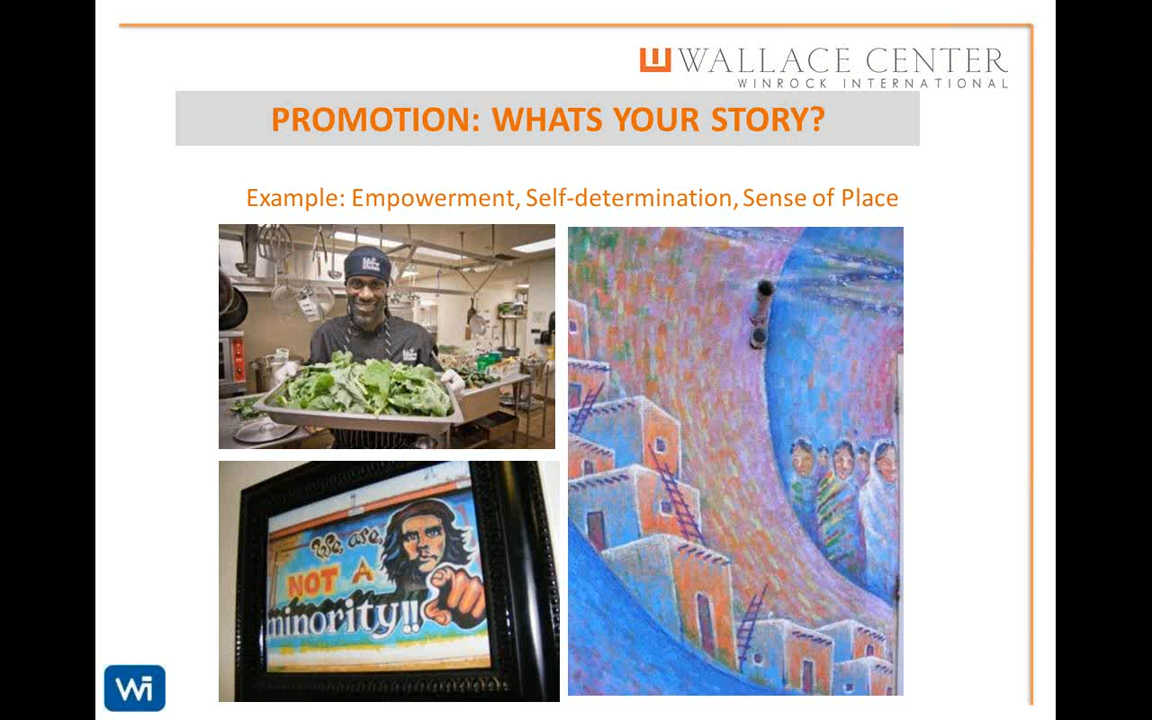 WALLACE CENTER
WINROCK INTERNATIONAL
PROMOTION: WHATS YOUR STORY?
Example: Empowerment, Self-determination, Sense of Place
We are
NOT A
minority!!
Wi